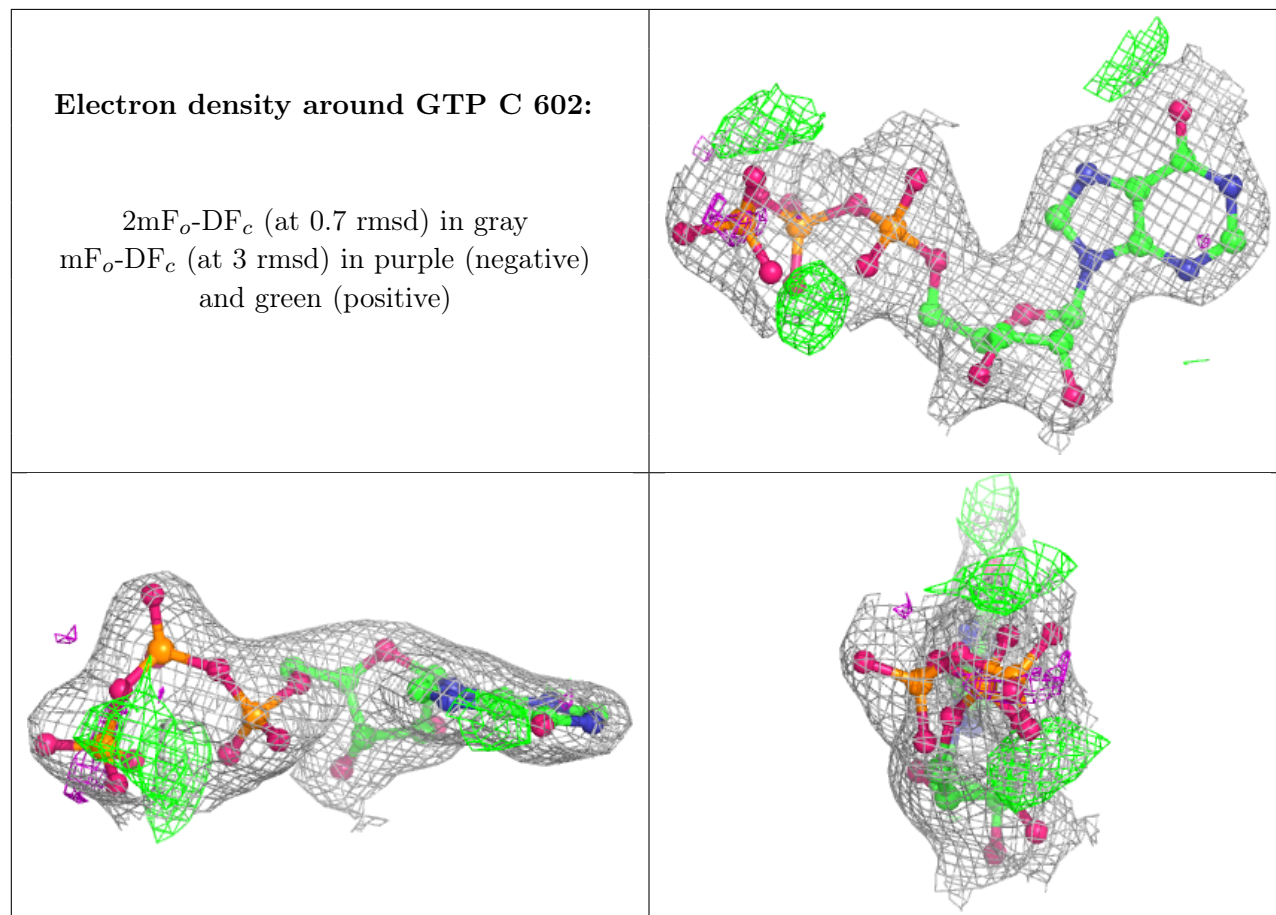 Electron density around GTP C 602:
2mFₒ-DF𝒸 (at 0.7 rmsd) in gray
mFₒ-DF𝒸 (at 3 rmsd) in purple (negative)
and green (positive)